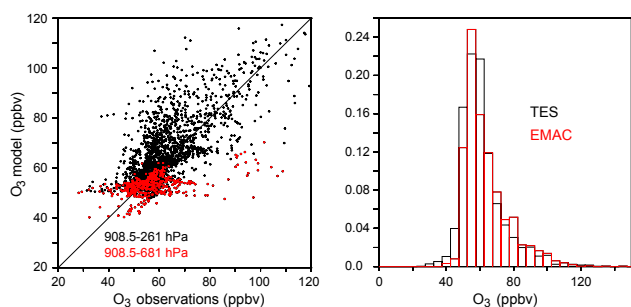 120
100
80
60
40
20
O3 model (ppbv)
908.5-261 hPa
908.5-681 hPa
20 40 60 80 100 120
O3 observations (ppbv)
0.24
0.20
0.16
0.12
0.08
0.04
0.0
TES
EMAC
0 40 80 120
O3 (ppbv)